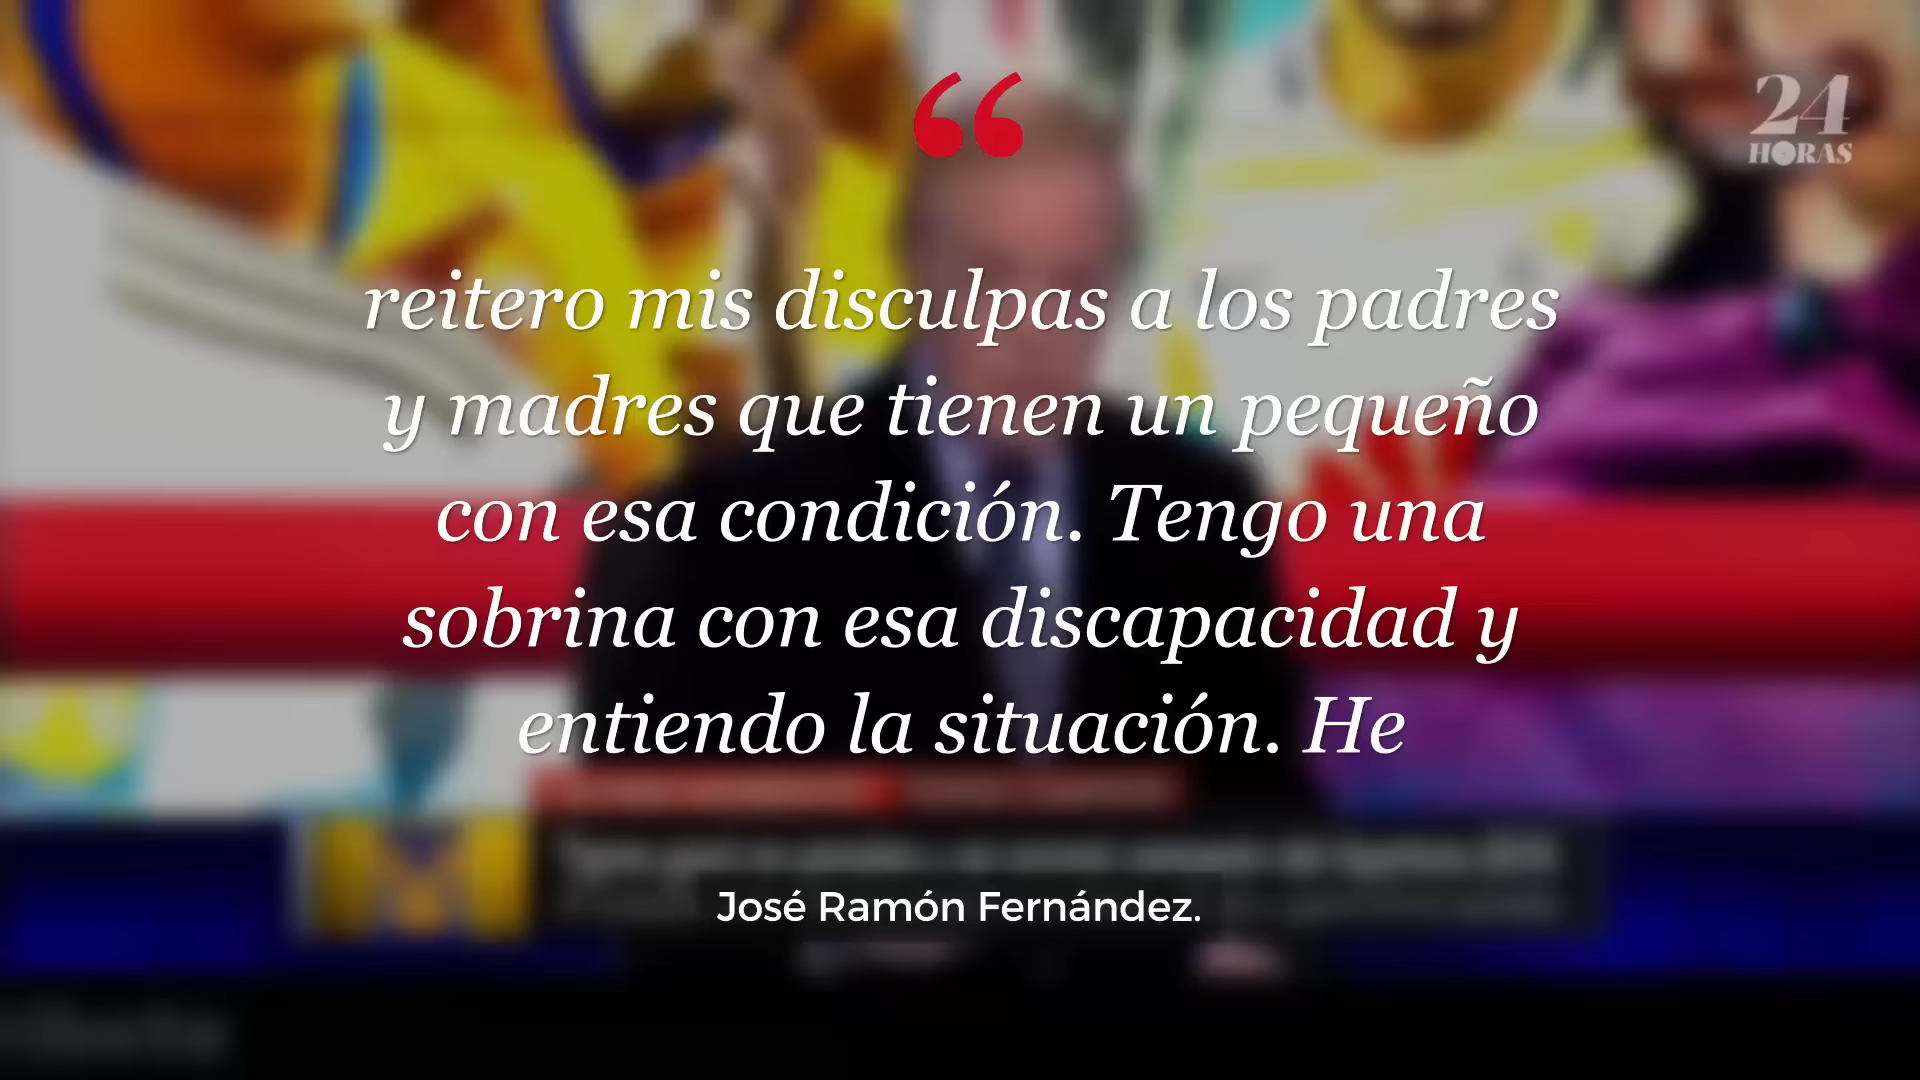 24
HORAS
reitero mis disculpas a los padres
y madres que tienen un pequeño
con esa condición. Tengo una
sobrina con esa discapacidad y
entiendo la situación. He
José Ramón Fernández.